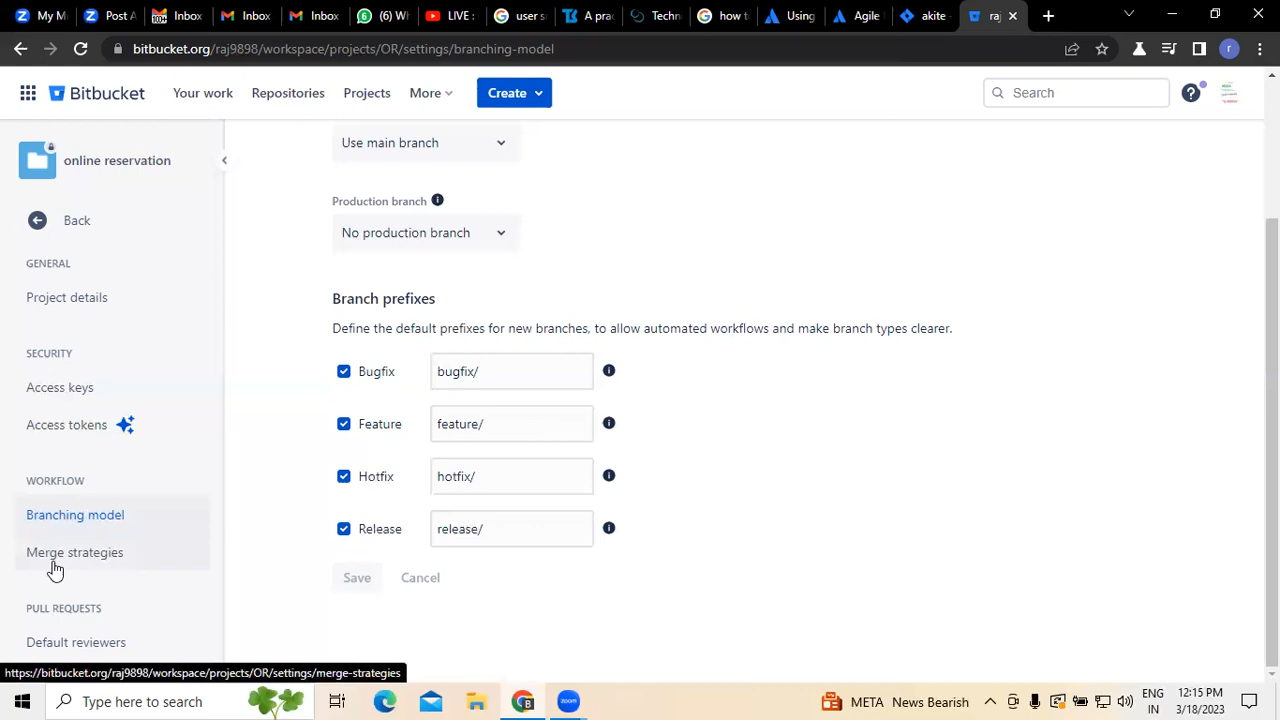 My M
Zoom A
Inbox
Inbox
Inbox
(6) W
LIVE :
user s
A prac
Techn
how to
Using
Agile
akite
raj
bitbucket.org/raj9898/workspace/projects/OR/settings/branching-model
r
Bitbucket
Your work
Repositories
Projects
More
Create
Search
online reservation
Back
GENERAL
Project details
SECURITY
Access keys
Access tokens
WORKFLOW
Branching model
Merge strategies
PULL REQUESTS
Default reviewers
Use main branch
Production branch
No production branch
Branch prefixes
Define the default prefixes for new branches, to allow automated workflows and make branch types clearer.
Bugfix bugfix/
Feature feature/
Hotfix hotfix/
Release release/
Save Cancel
https://bitbucket.org/raj9898/workspace/projects/OR/settings/merge-strategies
Type here to search
zoom
META News Bearish
ENG
IN
12:15 PM
3/18/2023